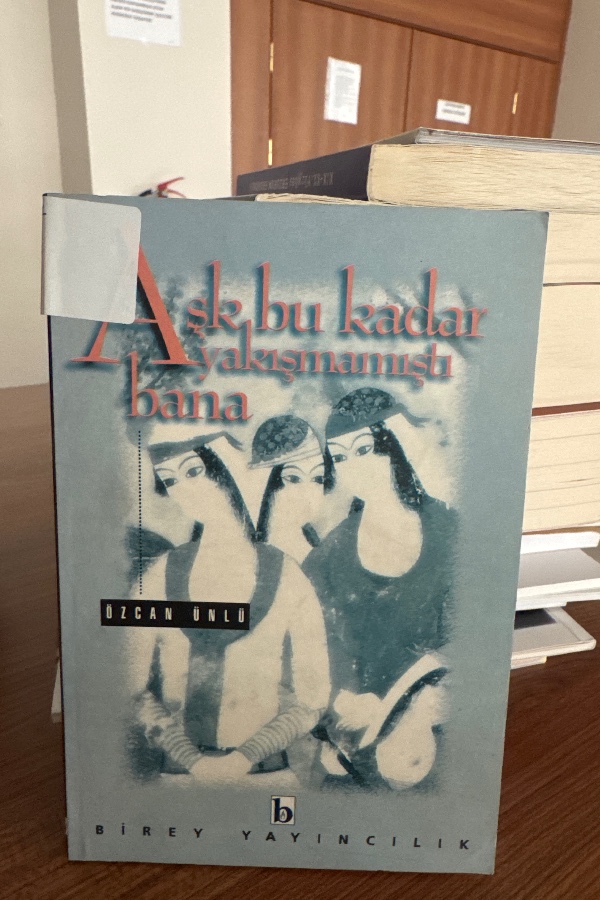 Aşk bu kadar
yakışmamıştı
bana
ÖZCAN ÜNLÜ
b
BİREY YAYINCILIK